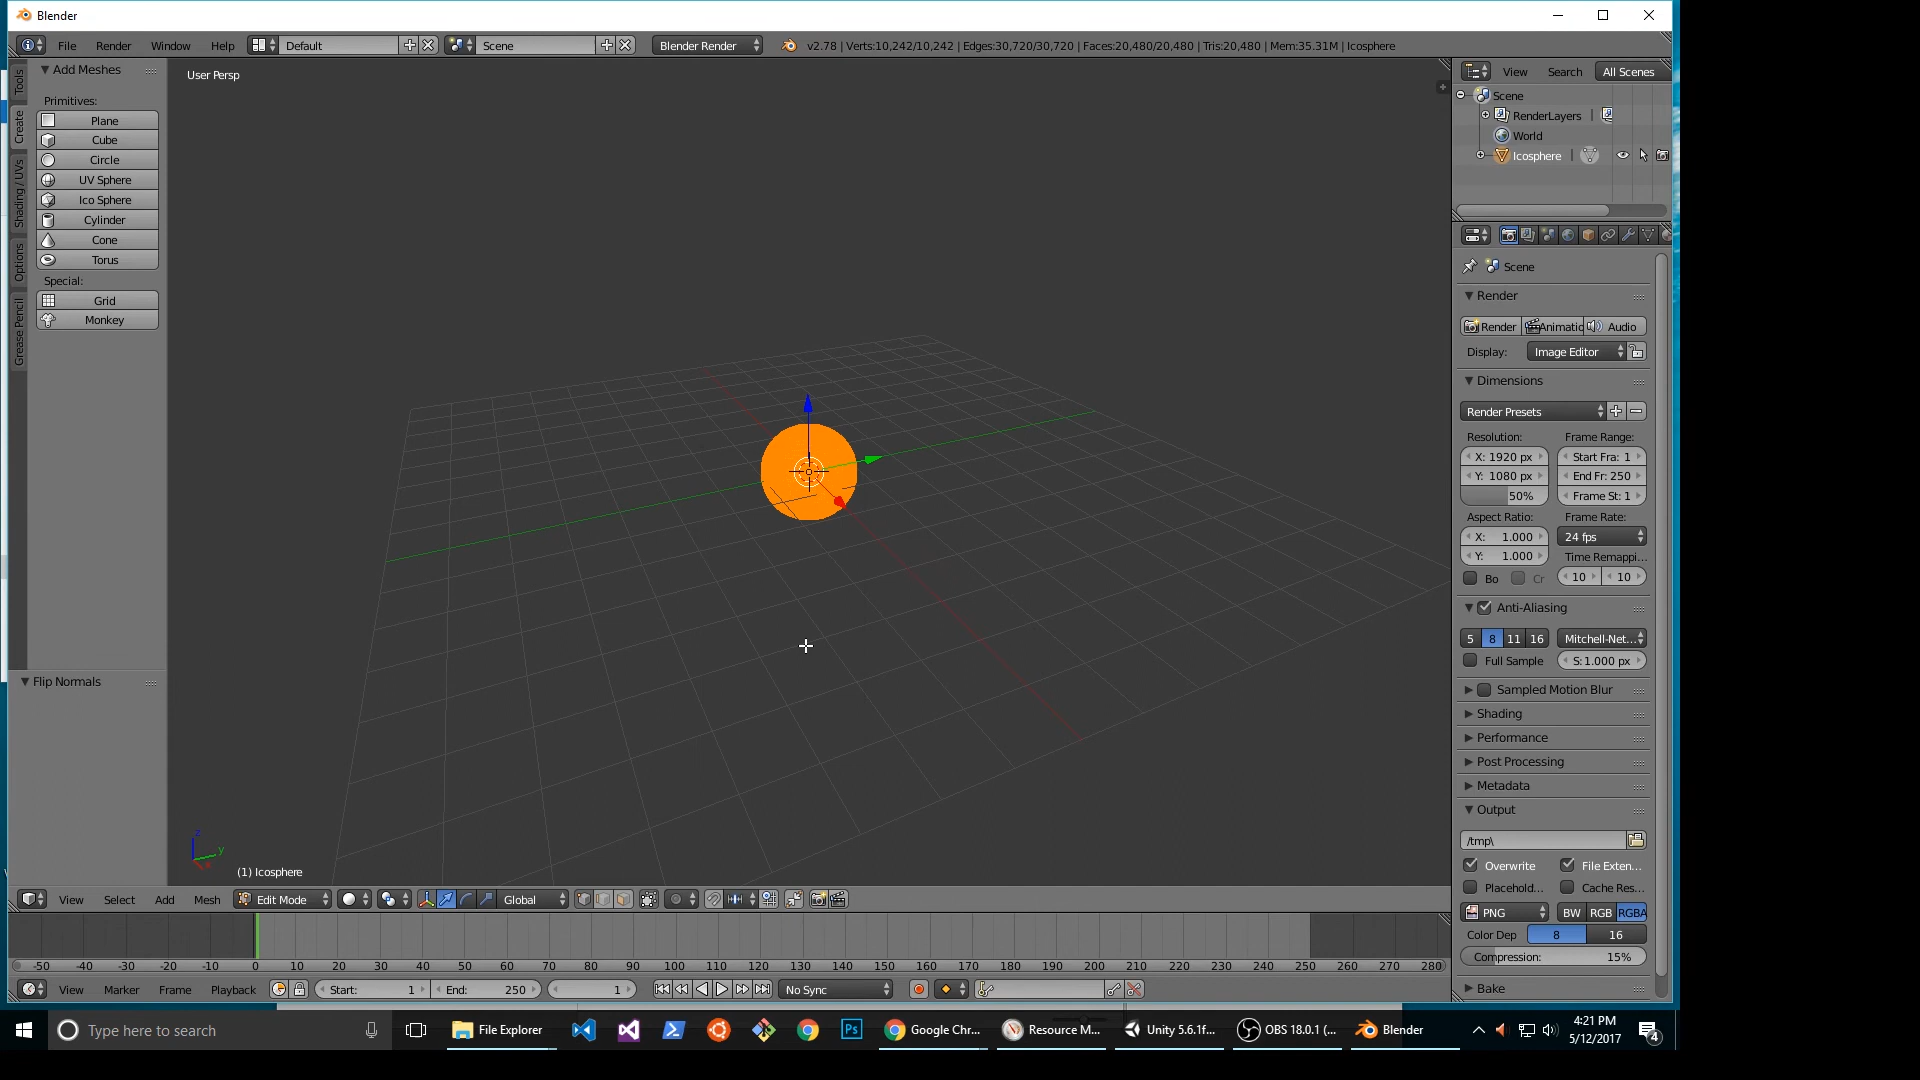 Blender
File Render Window Help Default Scene Blender Render v2.78 | Verts:10,242/10,242 | Edges:30,720/30,720 | Faces:20,480/20,480 | Tris:20,480 | Mem:35.31M | Icosphere
Tools
Create
Shading / UVs
Options
Grease Pencil
Add Meshes
Primitives:
Plane
Cube
Circle
UV Sphere
Ico Sphere
Cylinder
Cone
Torus
Special:
Grid
Monkey
Flip Normals
User Persp
z
y
(1) Icosphere
View Select Add Mesh Edit Mode Global
View Search All Scenes
Scene
RenderLayers |
World
Icosphere |
Scene
Render
Render Animatic Audio
Display: Image Editor
Dimensions
Render Presets
Resolution: Frame Range:
X: 1920 px Start Fra: 1
Y: 1080 px End Fr: 250
50% Frame St: 1
Aspect Ratio: Frame Rate:
X: 1.000 24 fps
Y: 1.000 Time Remappi...
Bo Cr 10 10
Anti-Aliasing
5 8 11 16 Mitchell-Net...
Full Sample S: 1.000 px
Sampled Motion Blur
Shading
Performance
Post Processing
Metadata
Output
/tmp\
Overwrite File Exten...
Placehold... Cache Res...
PNG BW RGB RGBA
Color Dep 8 16
Compression: 15%
Bake
-50 -40 -30 -20 -10 0 10 20 30 40 50 60 70 80 90 100 110 120 130 140 150 160 170 180 190 200 210 220 230 240 250 260 270 280
View Marker Frame Playback Start: 1 End: 250 1 No Sync
Type here to search File Explorer Ps Google Chr... Resource M... Unity 5.6.1f... OBS 18.0.1 (... Blender
4:21 PM
5/12/2017
4